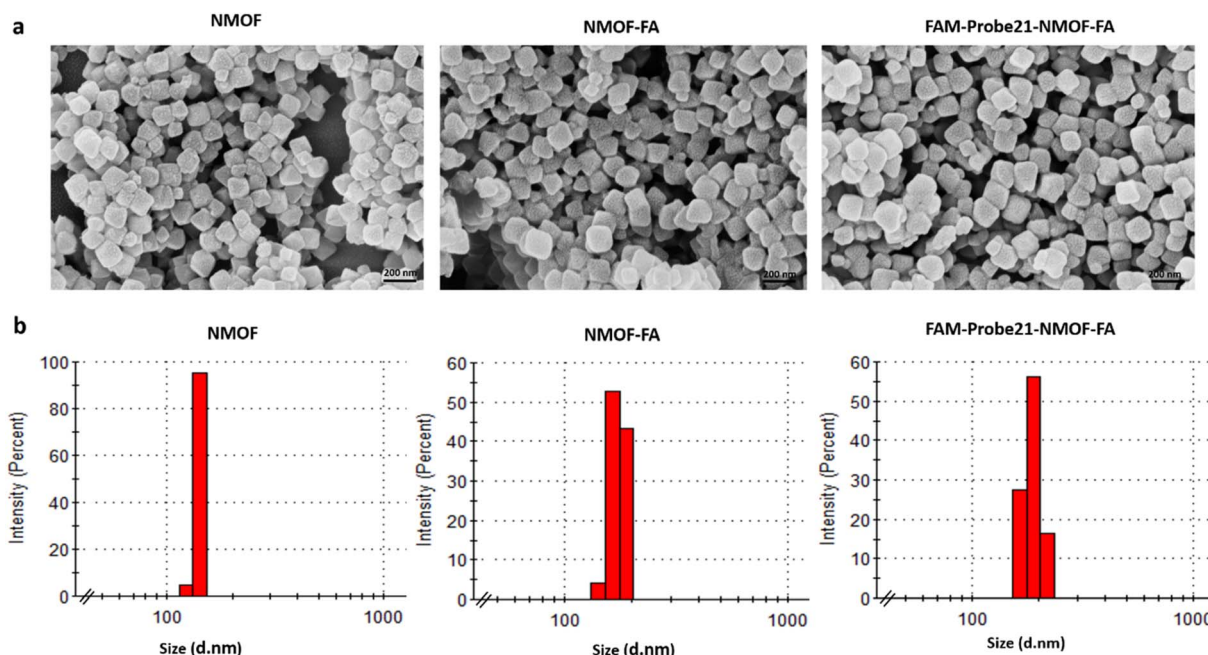 a
NMOF
NMOF-FA
FAM-Probe21-NMOF-FA
200 nm
200 nm
200 nm
b
NMOF
NMOF-FA
FAM-Probe21-NMOF-FA
Intensity (Percent)
100
80
60
40
20
0
100
1000
Size (d.nm)
Intensity (Percent)
60
50
40
30
20
10
0
100
1000
Size (d.nm)
Intensity (Percent)
60
50
40
30
20
10
0
100
1000
Size (d.nm)